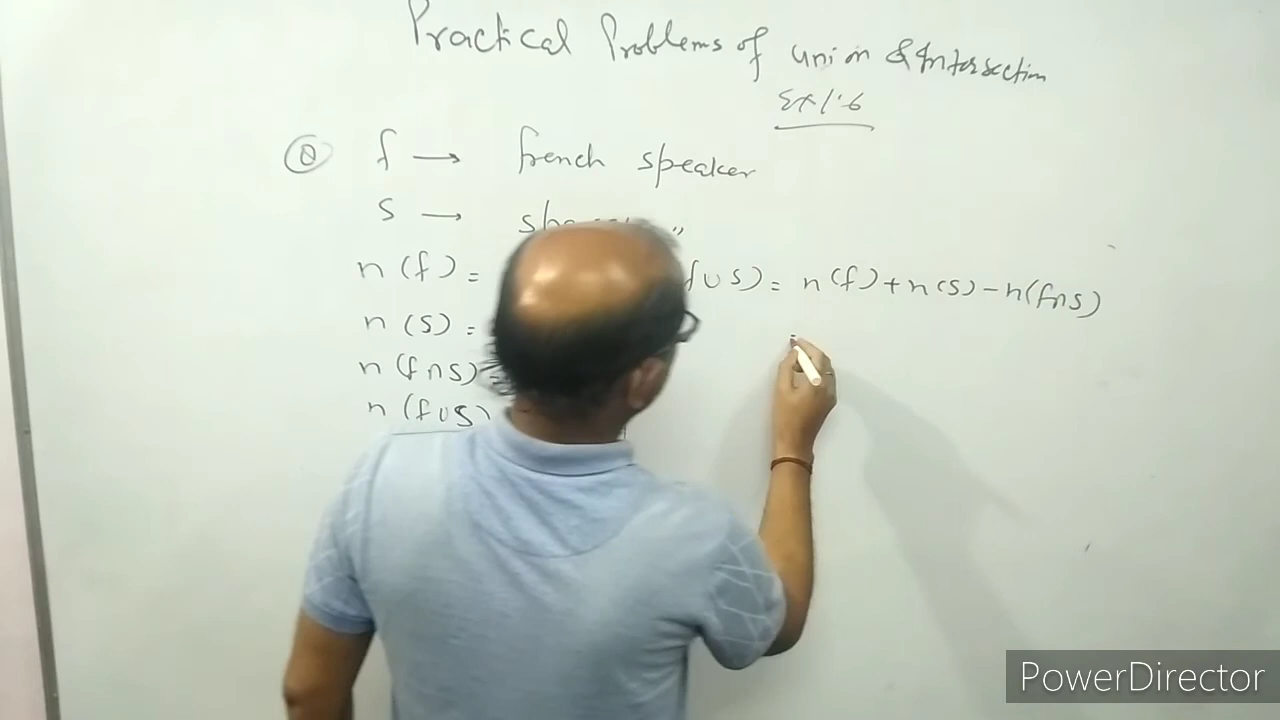 Practical Problems of Union & Intersection
Ex 1.6
Q f → french speaker
S → "
n(f) = f∪S) = n(f)+n(S)-n(f∩S)
n(S) =
n(f∩S) =
n(f∪S)
PowerDirector